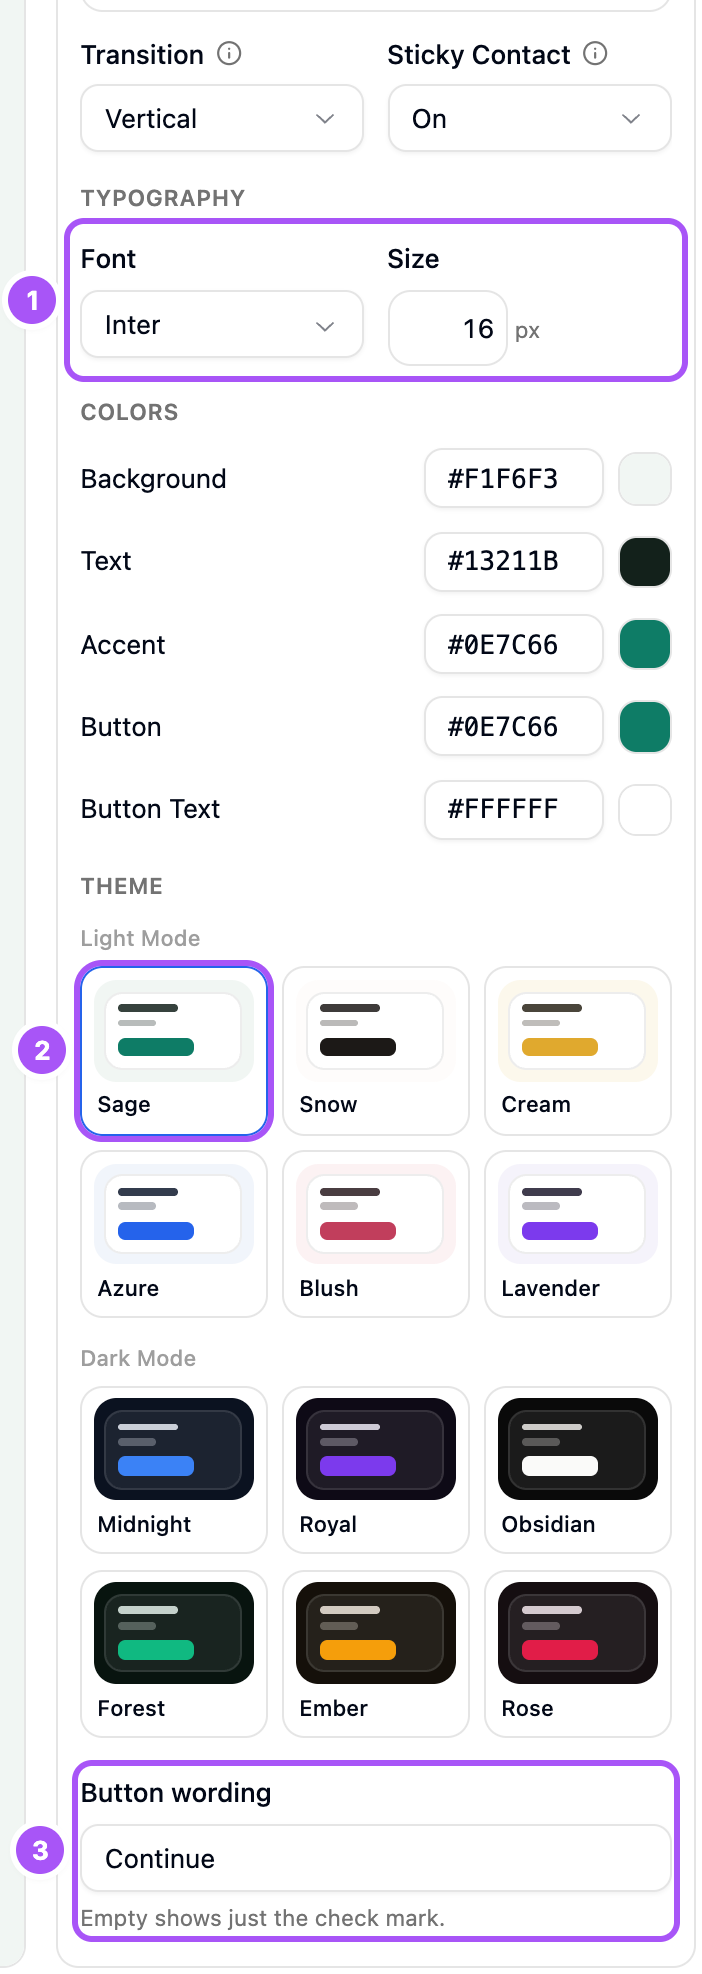 Transition
Sticky Contact
Vertical
On
TYPOGRAPHY
1
Font
Size
Inter
16 px
COLORS
Background #F1F6F3
Text #13211B
Accent #0E7C66
Button #0E7C66
Button Text #FFFFFF
THEME
Light Mode
2
Sage
Snow
Cream
Azure
Blush
Lavender
Dark Mode
Midnight
Royal
Obsidian
Forest
Ember
Rose
3
Button wording
Continue
Empty shows just the check mark.